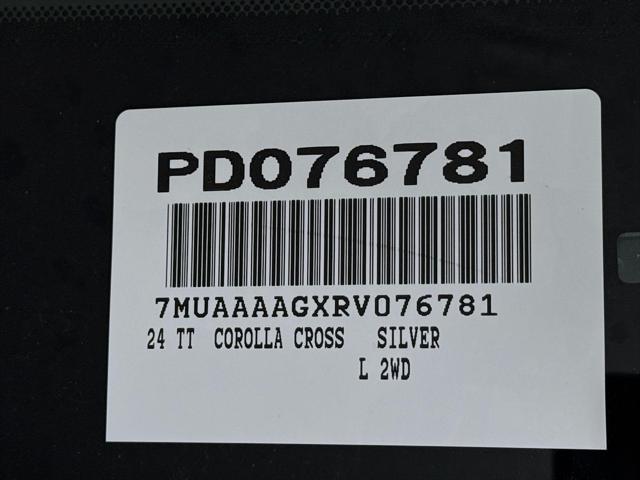 PD076781
7MUAAAAGXRV076781
24 TT COROLLA CROSS SILVER
L 2WD